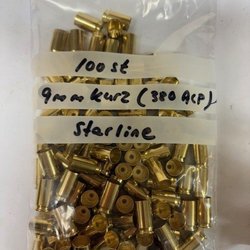 100 st
9mm kurz (380 ACP)
Starline